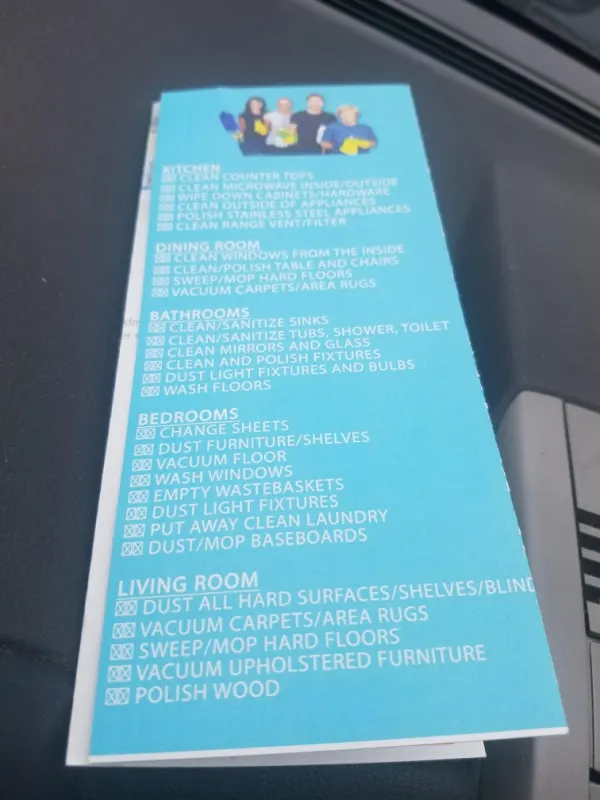 KITCHEN
CLEAN COUNTER TOPS
CLEAN MICROWAVE INSIDE/OUTSIDE
WIPE DOWN CABINETS/HARDWARE
CLEAN OUTSIDE OF APPLIANCES
POLISH STAINLESS STEEL APPLIANCES
CLEAN RANGE VENT/FILTER
DINING ROOM
CLEAN WINDOWS FROM THE INSIDE
CLEAN/POLISH TABLE AND CHAIRS
SWEEP/MOP HARD FLOORS
VACUUM CARPETS/AREA RUGS
BATHROOMS
CLEAN/SANITIZE SINKS
CLEAN/SANITIZE TUBS, SHOWER, TOILET
CLEAN MIRRORS AND GLASS
CLEAN AND POLISH FIXTURES
DUST LIGHT FIXTURES AND BULBS
WASH FLOORS
BEDROOMS
CHANGE SHEETS
DUST FURNITURE/SHELVES
VACUUM FLOOR
WASH WINDOWS
EMPTY WASTEBASKETS
DUST LIGHT FIXTURES
PUT AWAY CLEAN LAUNDRY
DUST/MOP BASEBOARDS
LIVING ROOM
DUST ALL HARD SURFACES/SHELVES/BLIND
VACUUM CARPETS/AREA RUGS
SWEEP/MOP HARD FLOORS
VACUUM UPHOLSTERED FURNITURE
POLISH WOOD